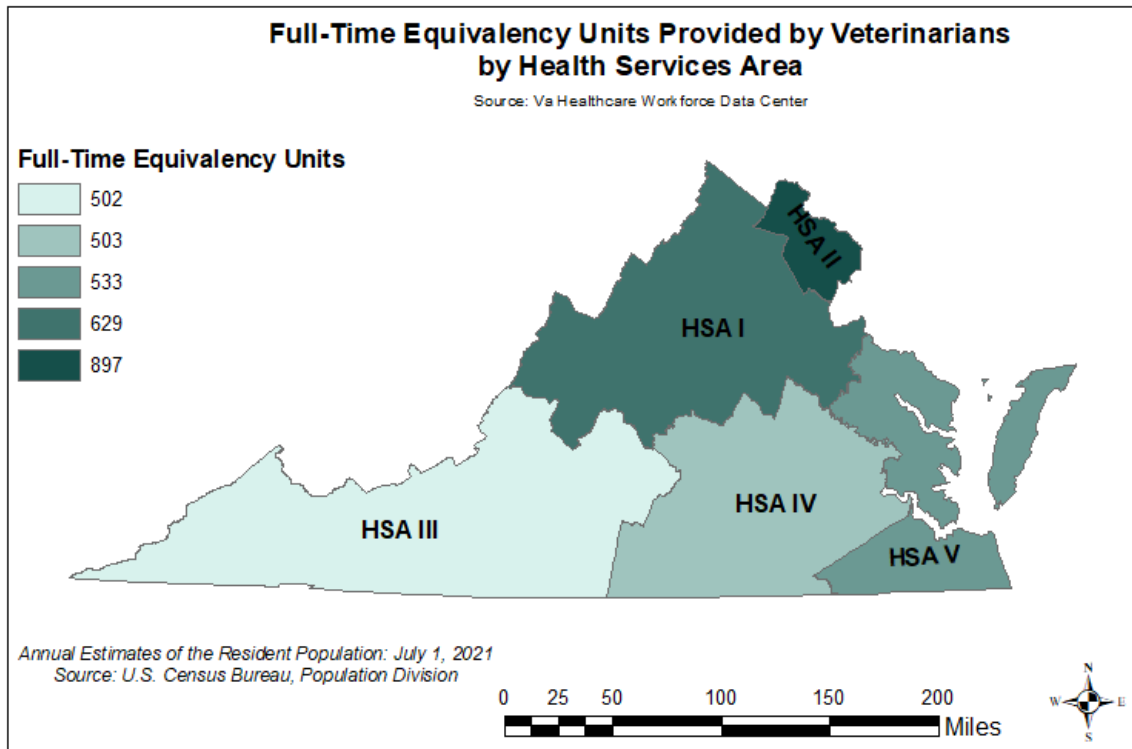 Full-Time Equivalency Units Provided by Veterinarians
by Health Services Area
Source: Va Healthcare Workforce Data Center
Full-Time Equivalency Units
502
503
533
629
897
HSA II
HSA I
HSA IV
HSA III
HSA V
Annual Estimates of the Resident Population: July 1, 2021
Source: U.S. Census Bureau, Population Division
0 25 50 100 150 200
Miles
N
W E
S